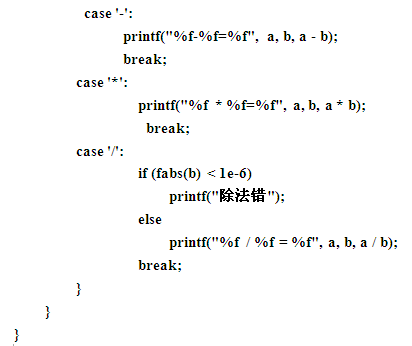 case '-':
printf("%f-%f=%f", a, b, a - b);
break;
case '*':
printf("%f * %f=%f", a, b, a * b);
break;
case '/':
if (fabs(b) < 1e-6)
printf("除法错");
else
printf("%f / %f = %f", a, b, a / b);
break;
}
}
}